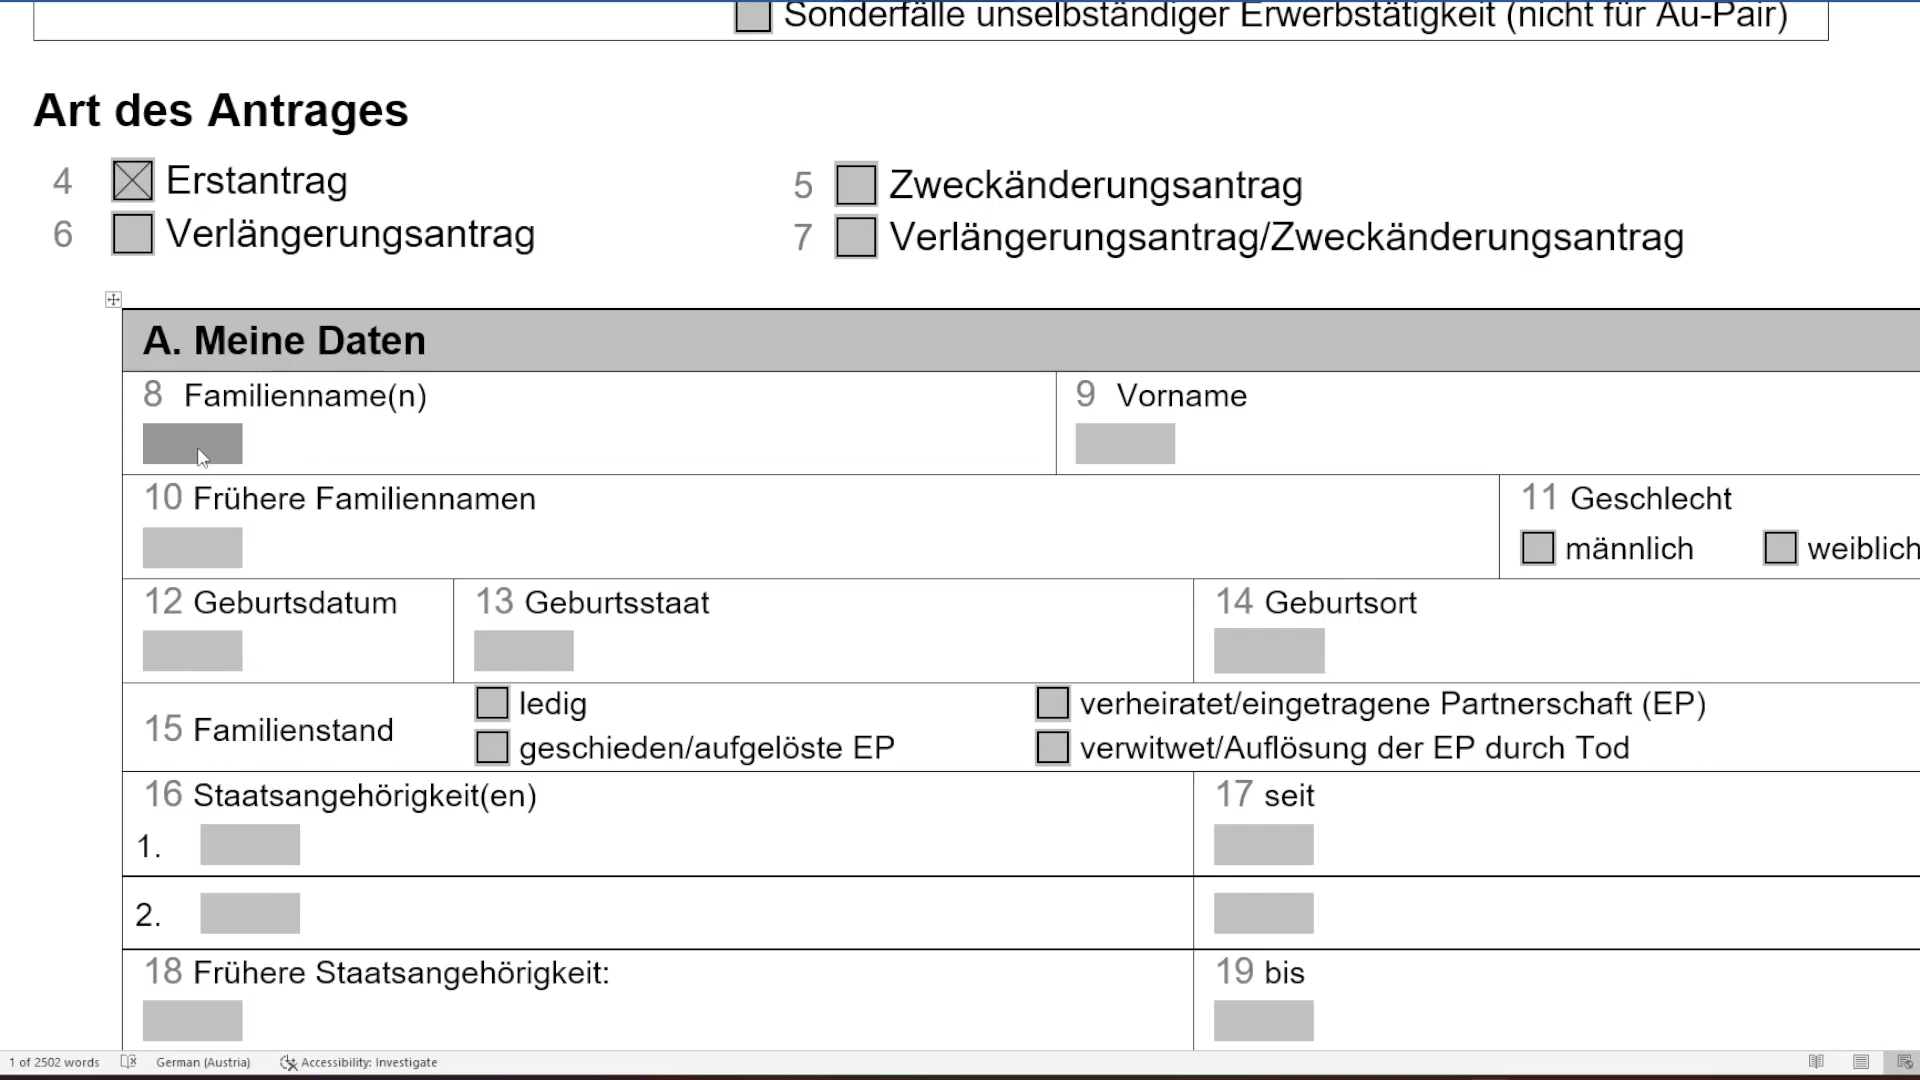 Sonderfälle unselbständiger Erwerbstätigkeit (nicht für Au-Pair)
Art des Antrages
4 Erstantrag 5 Zweckänderungsantrag
6 Verlängerungsantrag 7 Verlängerungsantrag/Zweckänderungsantrag
A. Meine Daten
8 Familienname(n) 9 Vorname
10 Frühere Familiennamen 11 Geschlecht
männlich weiblich
12 Geburtsdatum 13 Geburtsstaat 14 Geburtsort
15 Familienstand
ledig verheiratet/eingetragene Partnerschaft (EP)
geschieden/aufgelöste EP verwitwet/Auflösung der EP durch Tod
16 Staatsangehörigkeit(en) 17 seit
1.
2.
18 Frühere Staatsangehörigkeit: 19 bis
1 of 2502 words German (Austria) Accessibility: Investigate